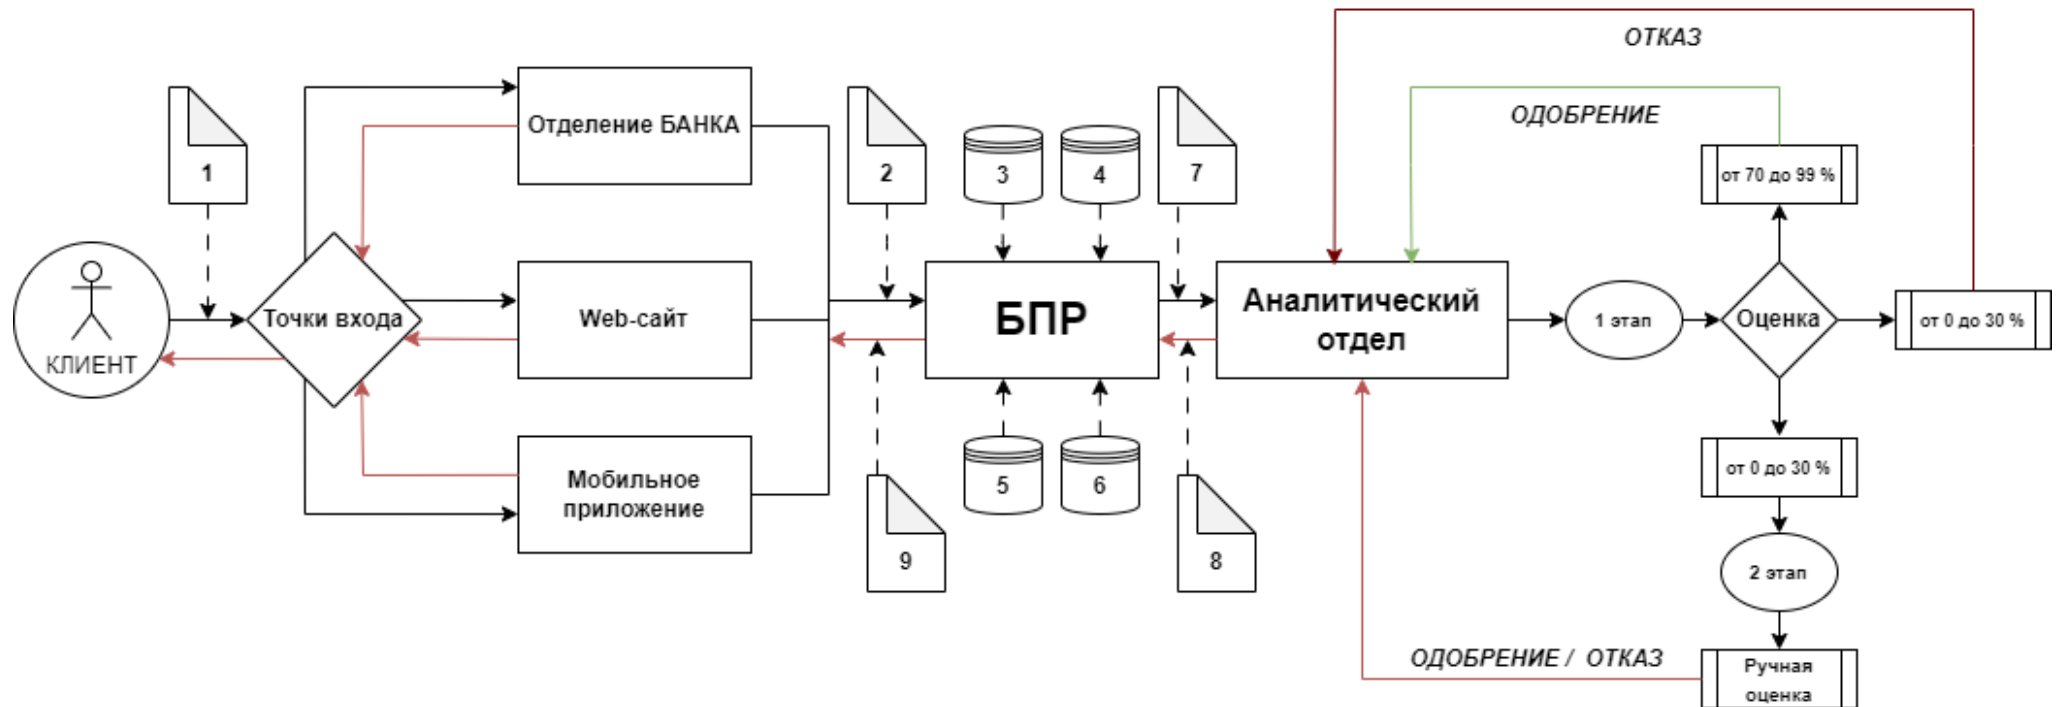 ОТКАЗ
ОДОБРЕНИЕ
Отделение БАНКА
1
2
3
4
7
от 70 до 99 %
КЛИЕНТ
Точки входа
Web-сайт
БПР
Аналитический
отдел
1 этап
Оценка
от 0 до 30 %
от 0 до 30 %
Мобильное
приложение
5
6
9
8
2 этап
ОДОБРЕНИЕ / ОТКАЗ
Ручная
оценка